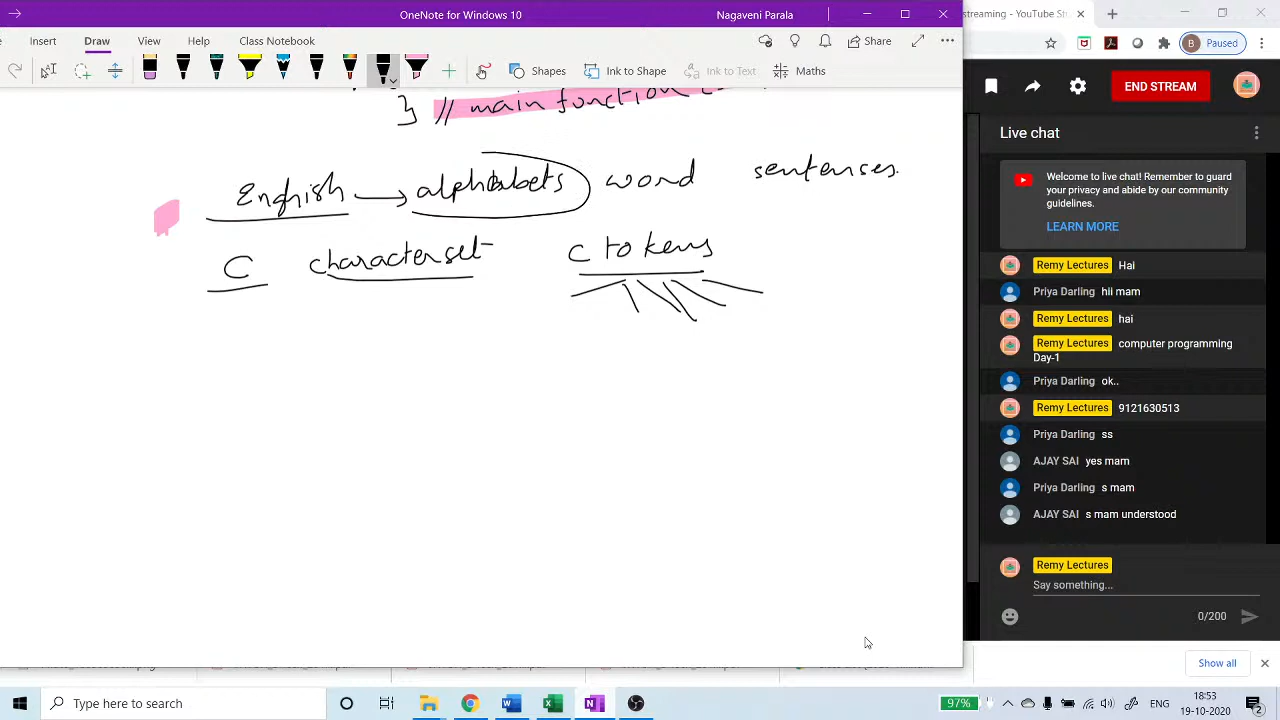 OneNote for Windows 10
Nagaveni Parala
streaming - YouTube St
Insert Draw View Help Class Notebook
Share
Shapes Ink to Shape Ink to Text Maths
B Paused
END STREAM
} // main function
English → alphabets word sentenses.
C characterset C tokens
Live chat
Welcome to live chat! Remember to guard
your privacy and abide by our community
guidelines.
LEARN MORE
Remy Lectures Hai
Priya Darling hii mam
Remy Lectures hai
Remy Lectures computer programming
Day-1
Priya Darling ok..
Remy Lectures 9121630513
Priya Darling ss
AJAY SAI yes mam
Priya Darling s mam
AJAY SAI s mam understood
Remy Lectures
Say something...
0/200
Show all
Type here to search
97%
ENG
18:53
19-10-2020
2